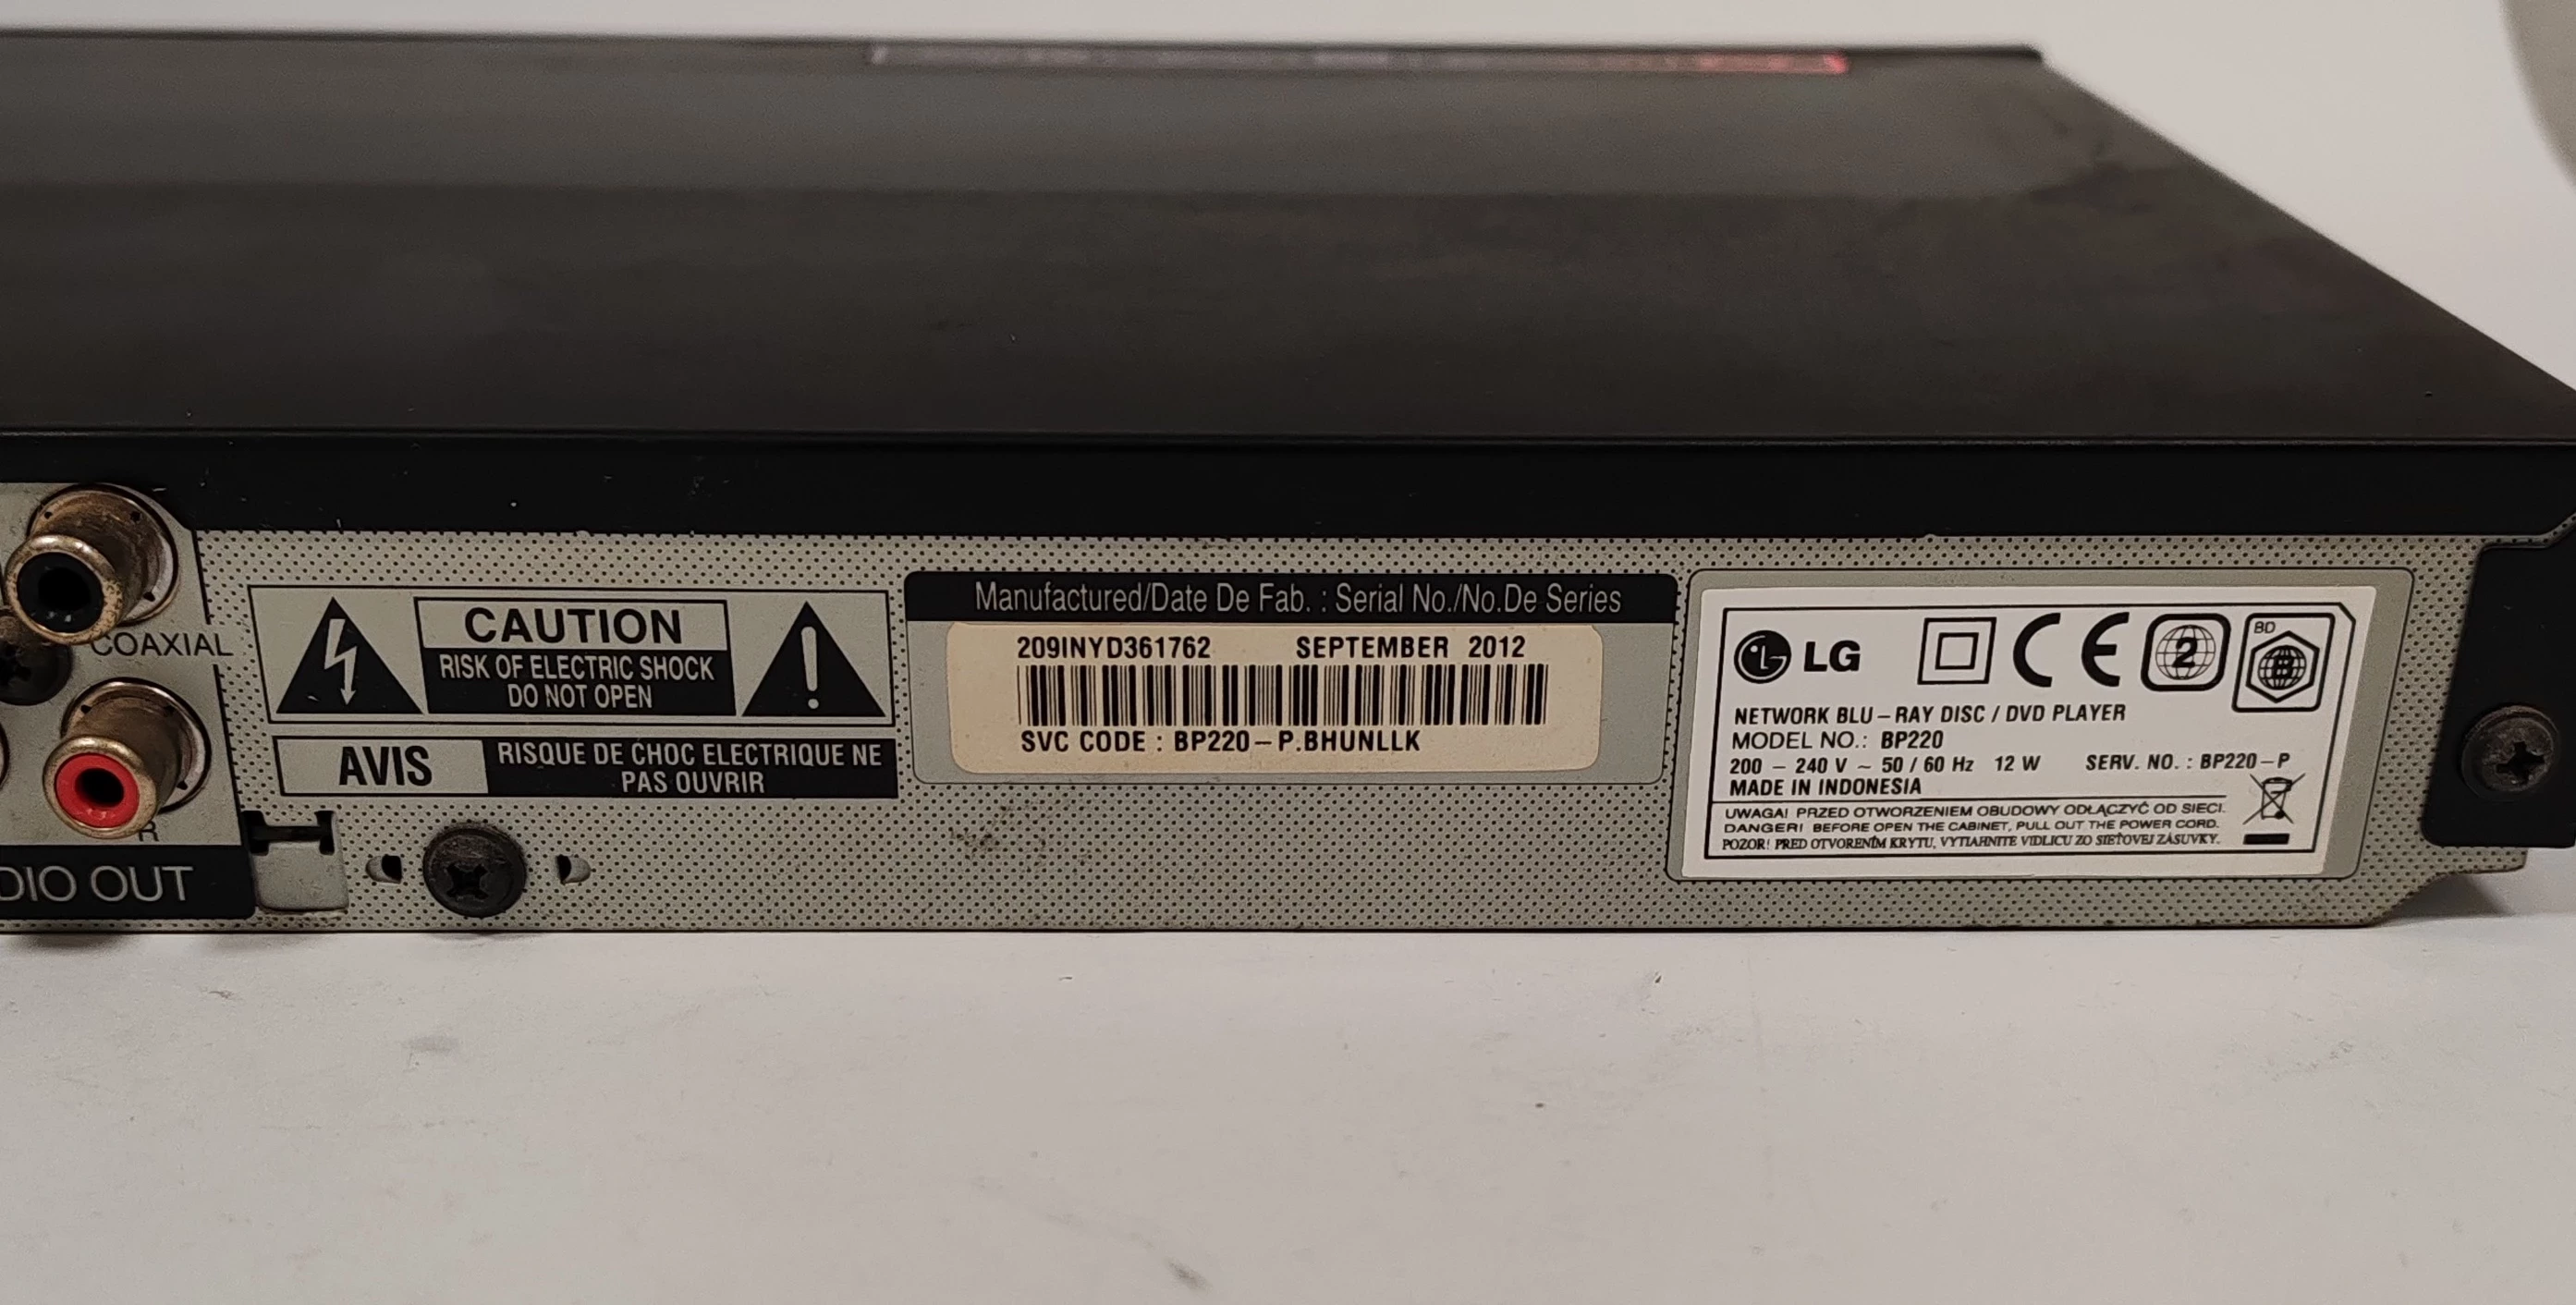 COAXIAL
R
DIO OUT
CAUTION
RISK OF ELECTRIC SHOCK
DO NOT OPEN
AVIS
RISQUE DE CHOC ELECTRIQUE NE
PAS OUVRIR
Manufactured/Date De Fab. : Serial No./No.De Series
209INYD361762 SEPTEMBER 2012
SVC CODE : BP220-P.BHUNLLK
LG CE 2 BD B
NETWORK BLU-RAY DISC / DVD PLAYER
MODEL NO.: BP220
200 - 240 V ~ 50 / 60 Hz 12 W SERV. NO. : BP220-P
MADE IN INDONESIA
UWAGA! PRZED OTWORZENIEM OBUDOWY ODŁĄCZYĆ OD SIECI.
DANGER! BEFORE OPEN THE CABINET, PULL OUT THE POWER CORD.
POZOR! PRED OTVORENÍM KRYTU, VYTIAHNITE VIDLICU ZO SIEŤOVEJ ZÁSUVKY.